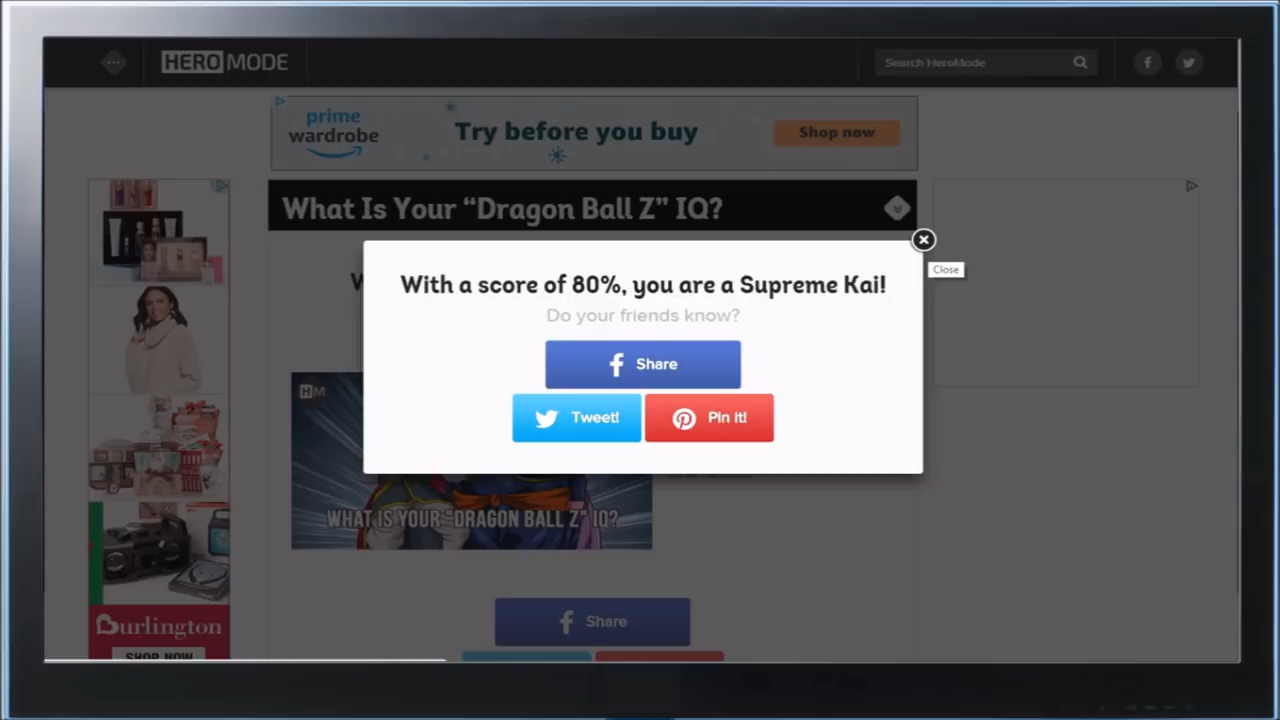 HERO MODE
Search HeroMode
prime
wardrobe
Try before you buy
Shop now
What Is Your “Dragon Ball Z” IQ?
W
With a score of 80%, you are a Supreme Kai!
Close
Do your friends know?
Share
Tweet!
Pin It!
HM
WHAT IS YOUR "DRAGON BALL Z" IQ?
Share
Burlington
SHOP NOW